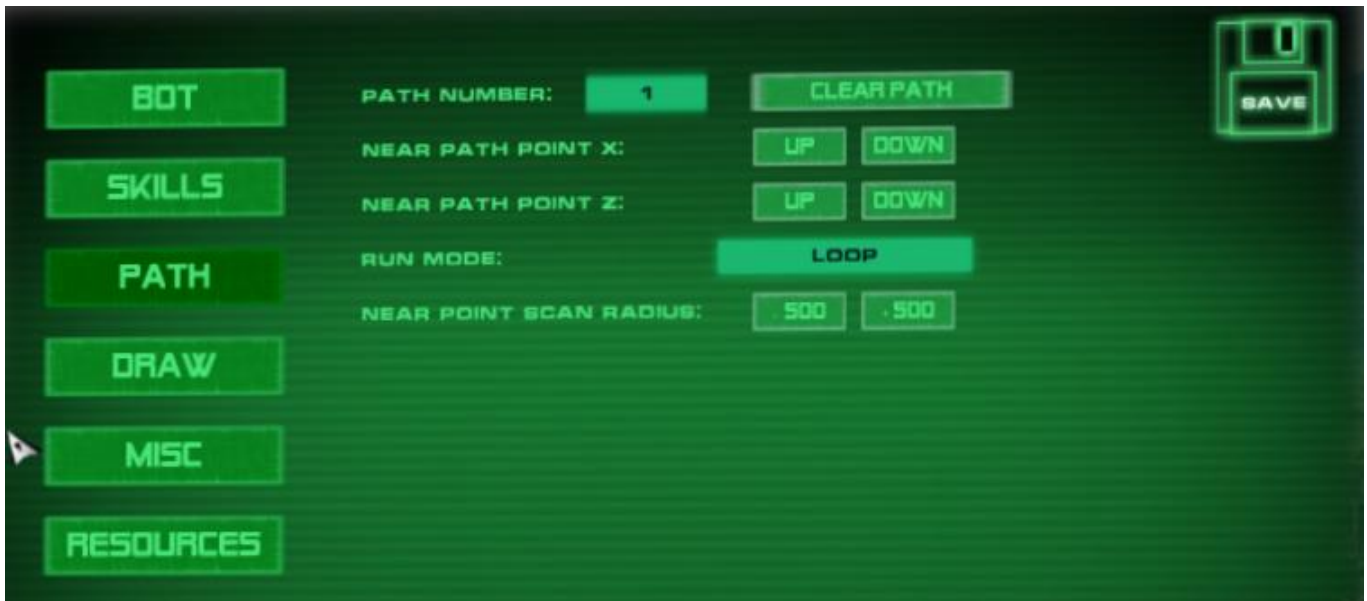 BOT
SKILLS
PATH
DRAW
MISC
RESOURCES
PATH NUMBER: 1 CLEAR PATH
NEAR PATH POINT X: UP DOWN
NEAR PATH POINT Z: UP DOWN
RUN MODE: LOOP
NEAR POINT SCAN RADIUS: 500 500
SAVE